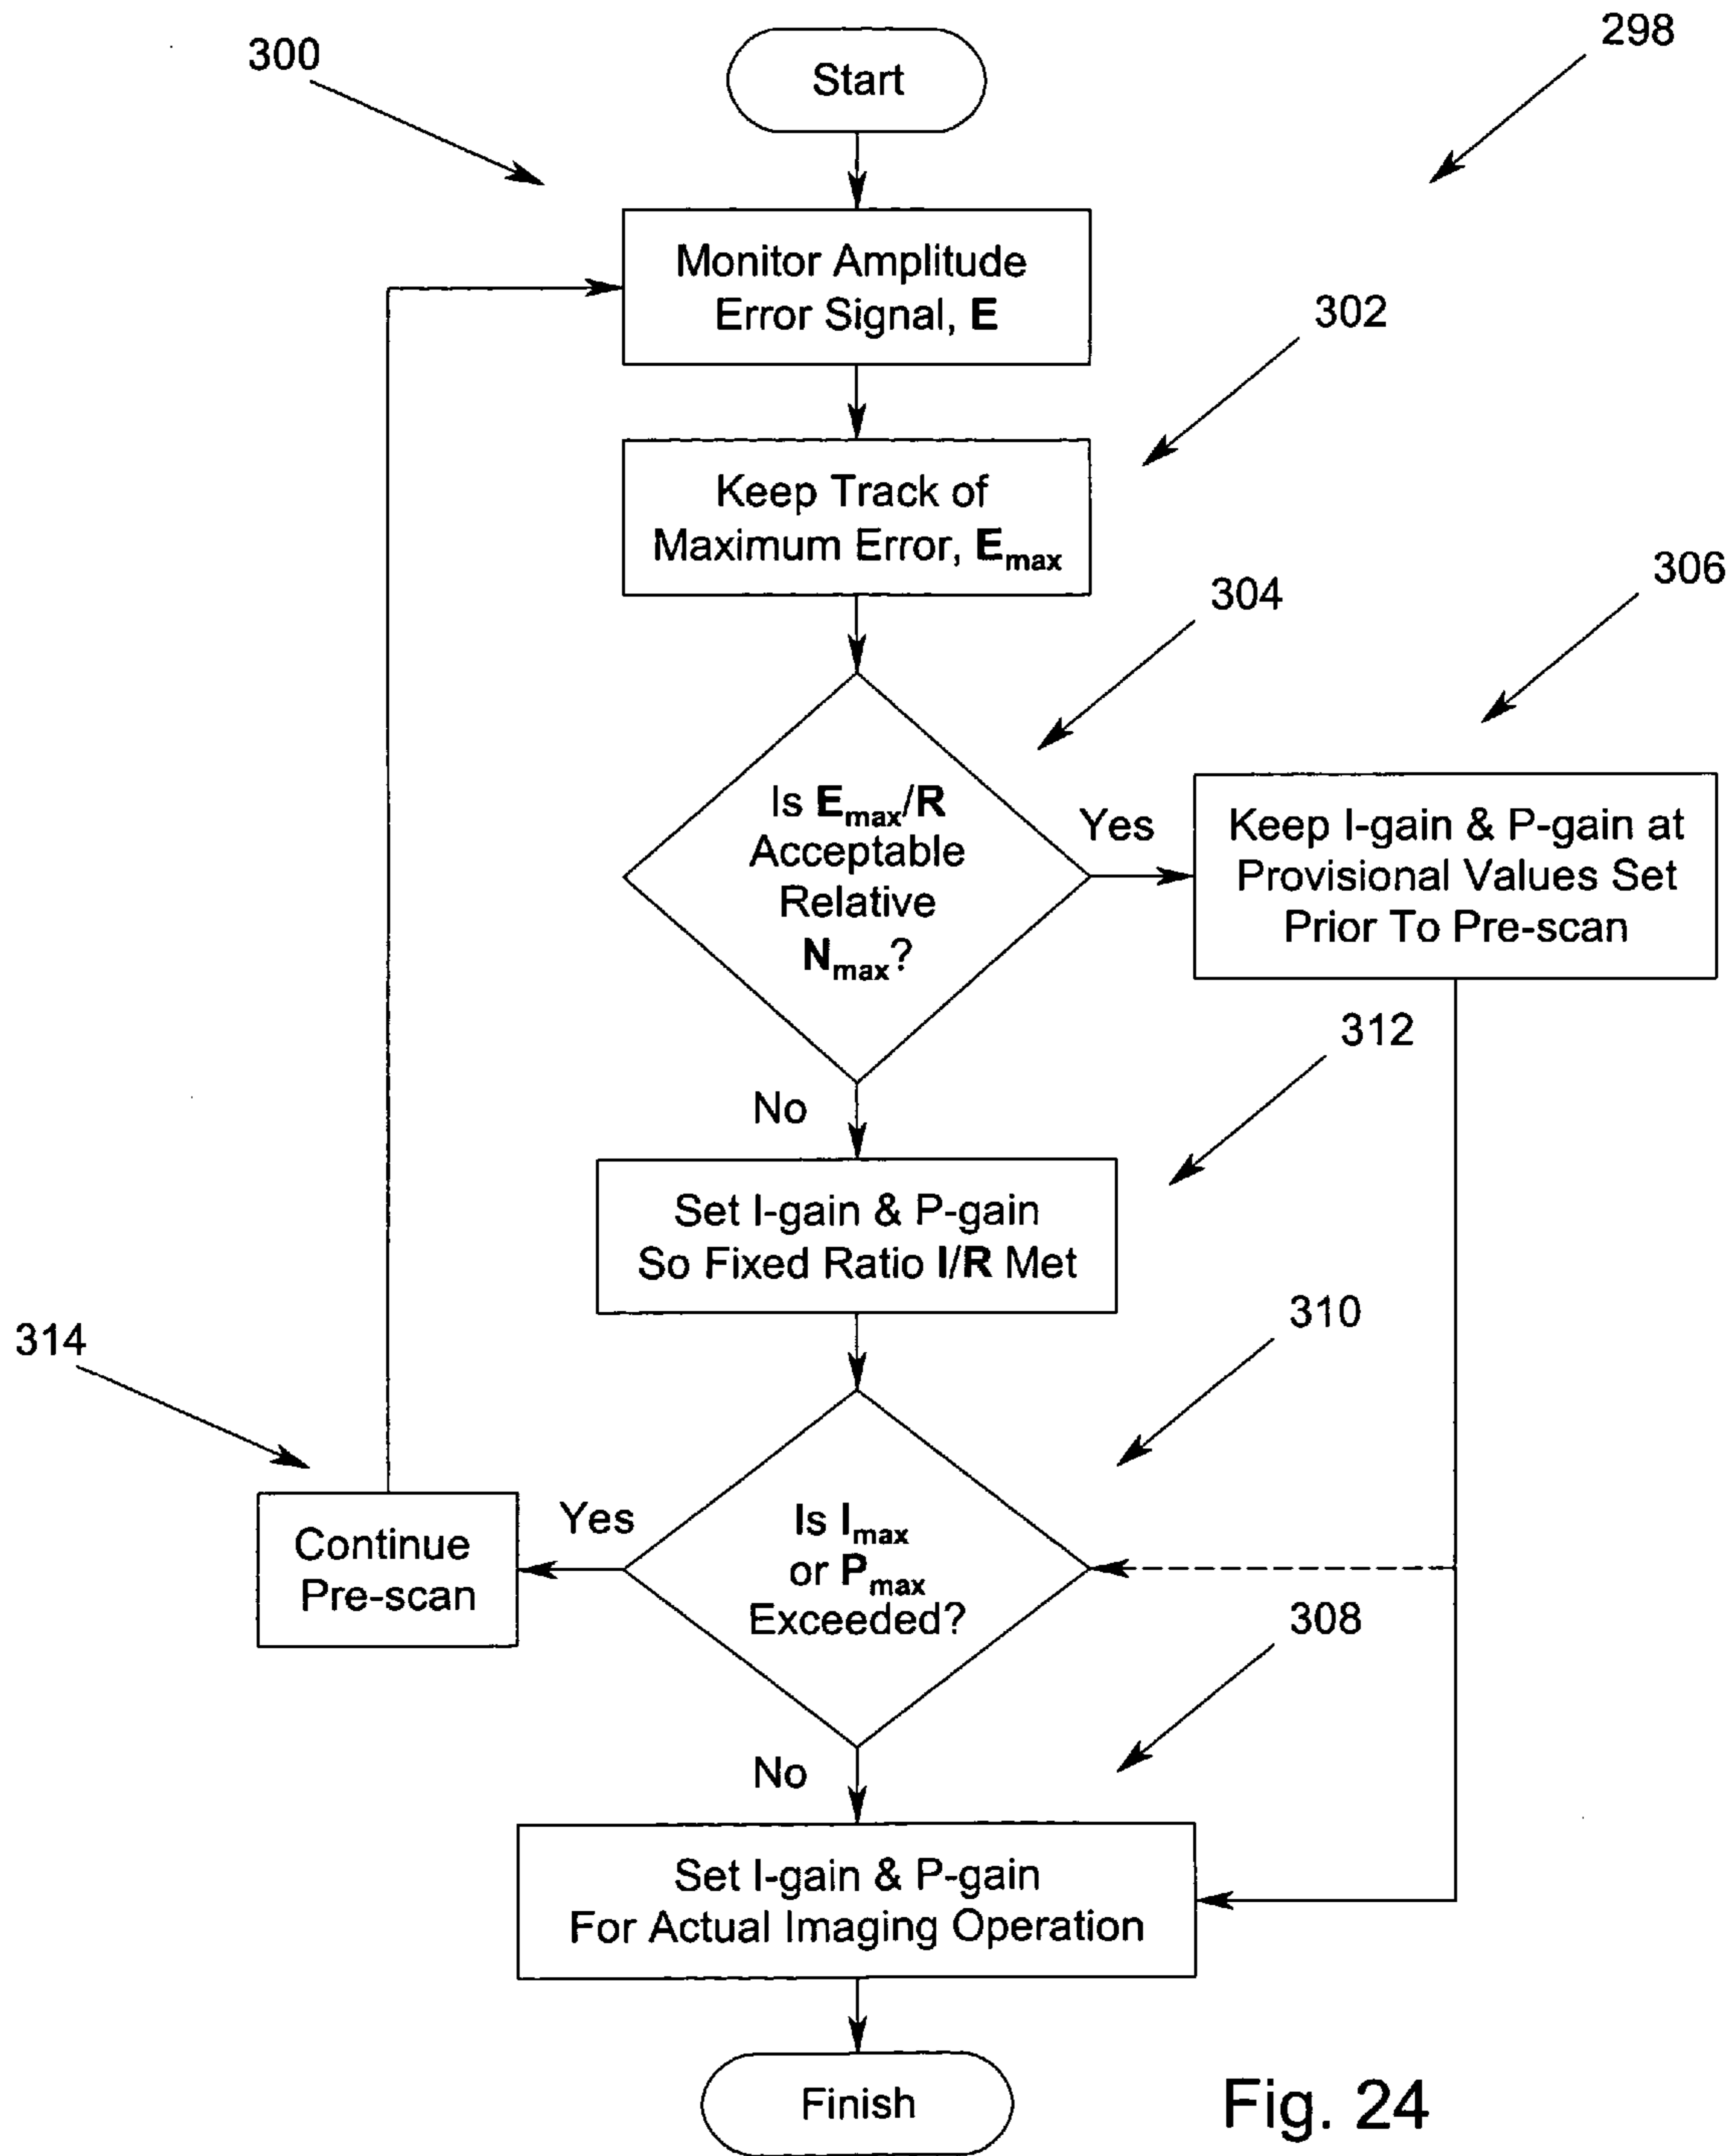 300
Start
298
Monitor Amplitude
Error Signal, E
302
Keep Track of
Maximum Error, Emax
304
306
Is Emax/R
Acceptable
Relative
Nmax?
Yes
Keep I-gain & P-gain at
Provisional Values Set
Prior To Pre-scan
No
312
Set I-gain & P-gain
So Fixed Ratio I/R Met
310
314
Continue
Pre-scan
Yes
Is Imax
or Pmax
Exceeded?
308
No
Set I-gain & P-gain
For Actual Imaging Operation
Finish
Fig. 24